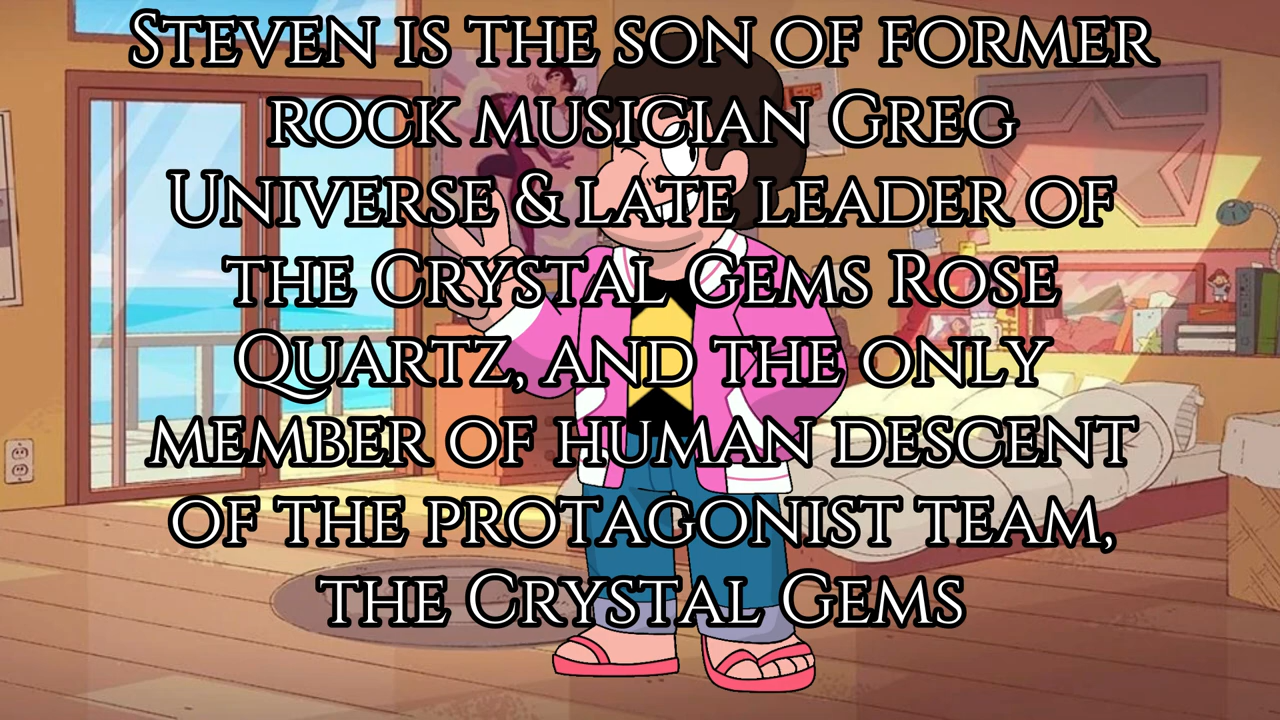 Steven is the son of former
rock musician Greg
Universe & late leader of
the Crystal Gems Rose
Quartz, and the only
member of human descent
of the protagonist team,
the Crystal Gems